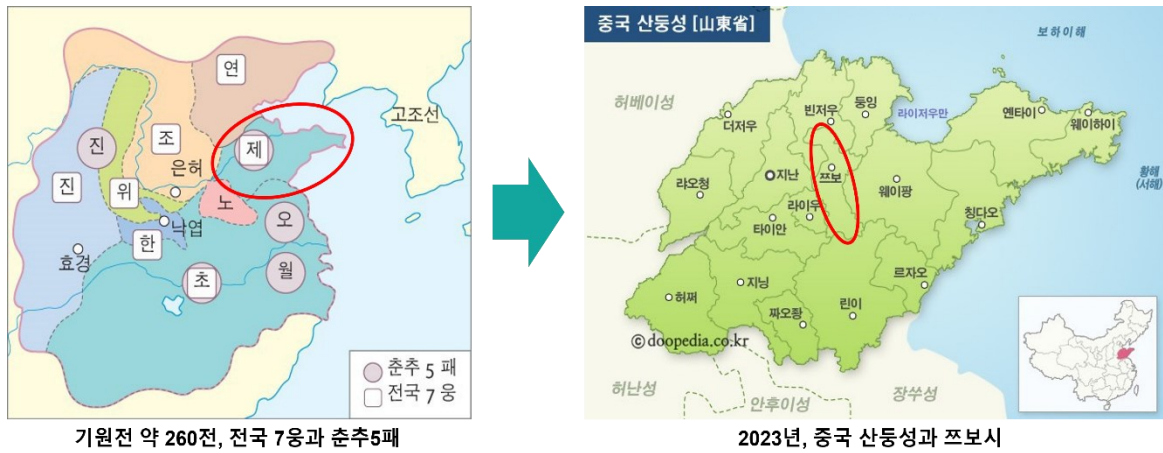 연
고조선
조
제
진
은허
진
위
노
낙엽
오
한
효경
월
초
춘추 5 패
전국 7 웅
기원전 약 260전, 전국 7웅과 춘추5패
중국 산둥성 [山東省]
보하이해
허베이성
빈저우
둥잉
라이저우만
옌타이
더저우
웨이하이
쯔보
지난
웨이팡
황해
(서해)
랴오청
라이우
타이안
칭다오
르자오
지닝
허쩌
린이
짜오좡
ⓒ doopedia.co.kr
허난성
안후이성
장쑤성
2023년, 중국 산둥성과 쯔보시